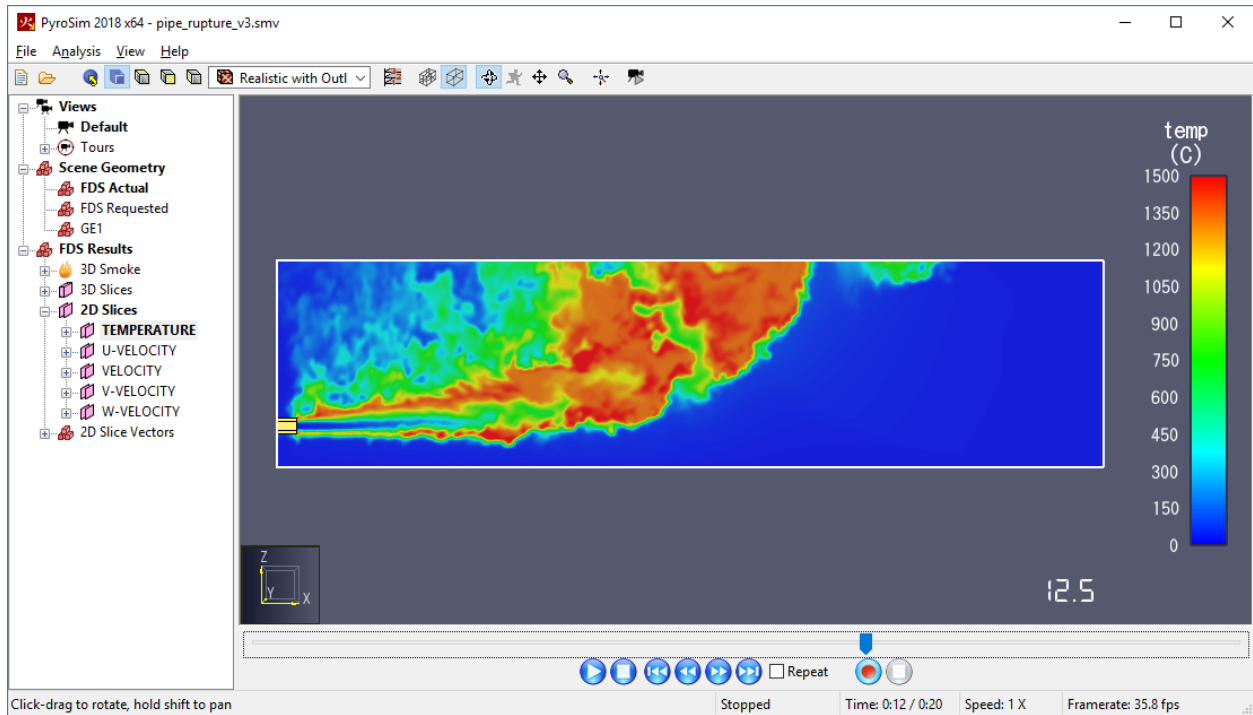 PyroSim 2018 x64 - pipe_rupture_v3.smv
File Analysis View Help
Realistic with Outl
Views
Default
Tours
Scene Geometry
FDS Actual
FDS Requested
GE1
FDS Results
3D Smoke
3D Slices
2D Slices
TEMPERATURE
U-VELOCITY
VELOCITY
V-VELOCITY
W-VELOCITY
2D Slice Vectors
temp
(C)
1500
1350
1200
1050
900
750
600
450
300
150
0
Z
Y
X
12.5
Repeat
Click-drag to rotate, hold shift to pan
Stopped
Time: 0:12 / 0:20
Speed: 1 X
Framerate: 35.8 fps